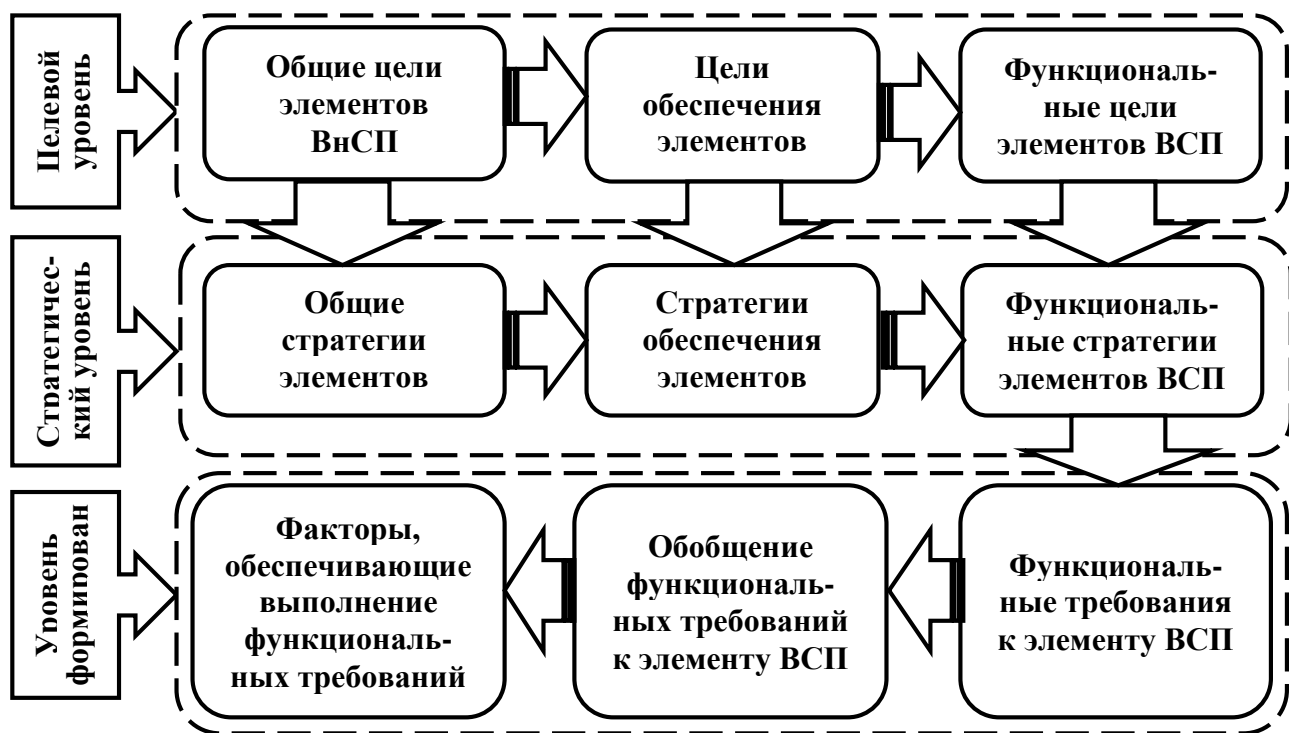 Целевой
уровень
Общие цели
элементов
ВнСП
Цели
обеспечения
элементов
Функциональ-
ные цели
элементов ВСП
Стратегичес-
кий уровень
Общие
стратегии
элементов
Стратегии
обеспечения
элементов
Функциональ-
ные стратегии
элементов ВСП
Уровень
формирован
Факторы,
обеспечивающие
выполнение
функциональ-
ных требований
Обобщение
функциональ-
ных требований
к элементу ВСП
Функциональ-
ные требования
к элементу ВСП